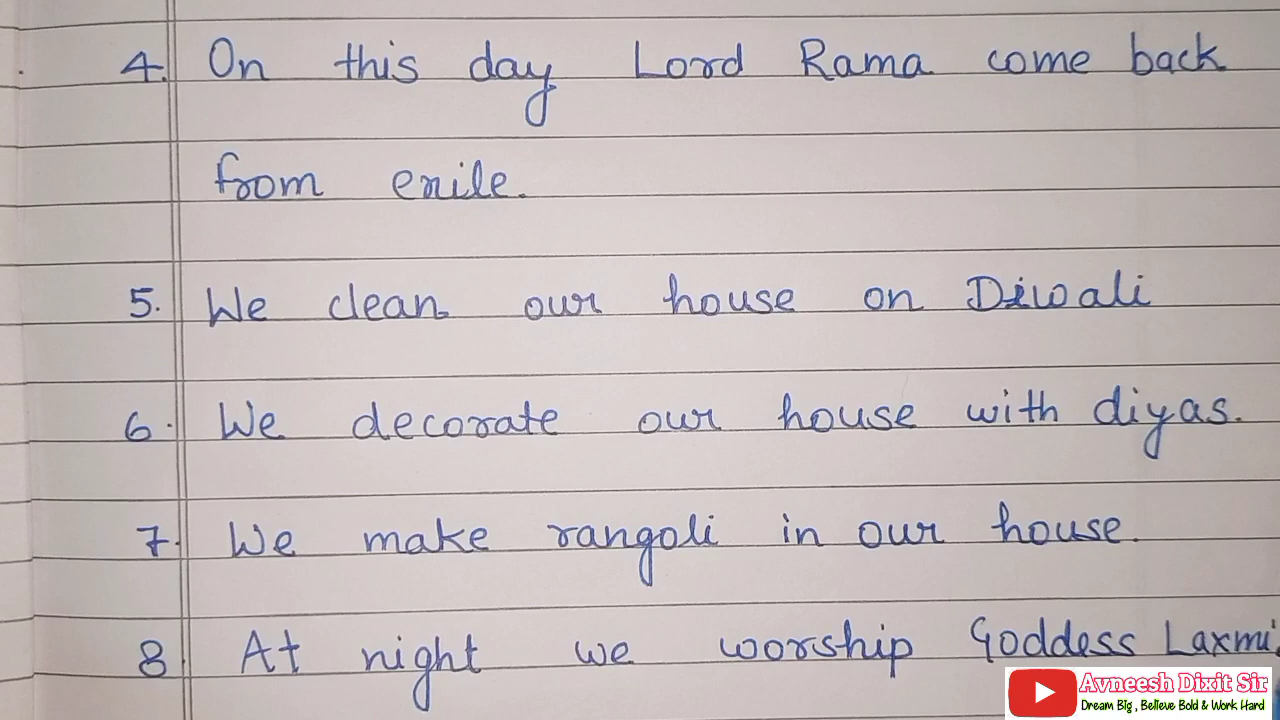 4. On this day Lord Rama come back
from exile.
5. We clean our house on Diwali
6. We decorate our house with diyas.
7. We make rangoli in our house.
8 At night we worship Goddess Laxmi.
Avneesh Dixit Sir
Dream Big , Believe Bold & Work Hard